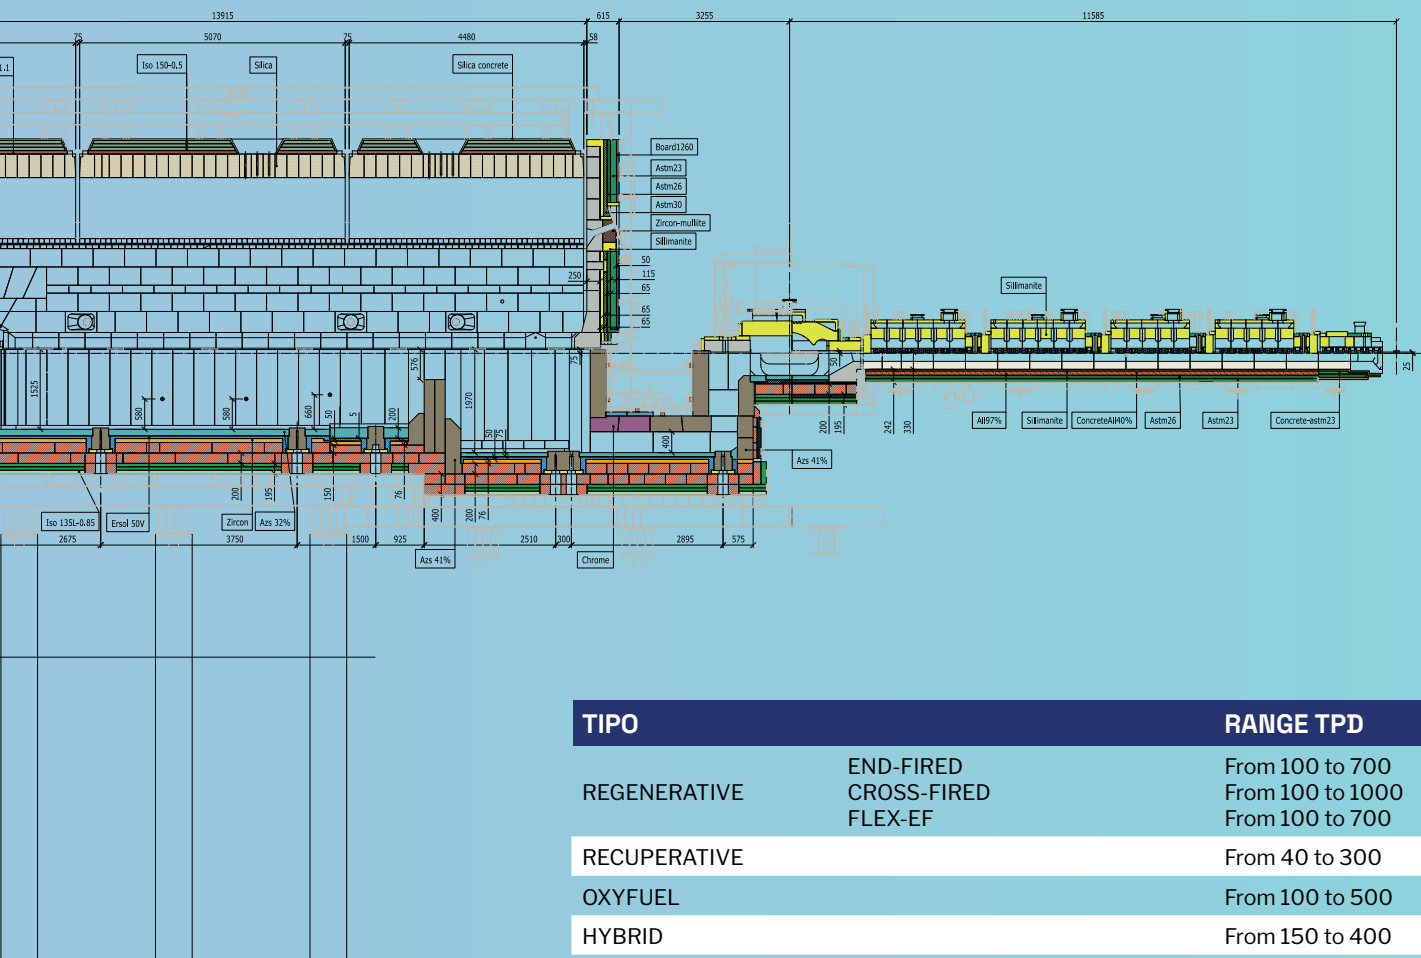 13915 615 3255 11585
75 5070 75 4480 58
1.1 Iso 150-0.5 Silica Silica concrete
Board1260
Astm23
Astm26
Astm30
Zircon-mullite
Sillimanite
50
250 115
65
Sillimanite
65
65
75 576 50 25
1525 580 580 660 50 5 200 1970 50 75 400
200 195 242 330
All97% Sillimanite ConcreteAll40% Astm26 Astm23 Concrete-astm23
Azs 41%
200 195 150 76 400 200 76
Iso 135L-0.85 Ersol 50V Zircon Azs 32%
2675 3750 1500 925 2510 300 2895 575
Azs 41% Chrome
TIPO RANGE TPD
END-FIRED From 100 to 700
REGENERATIVE CROSS-FIRED From 100 to 1000
FLEX-EF From 100 to 700
RECUPERATIVE From 40 to 300
OXYFUEL From 100 to 500
HYBRID From 150 to 400